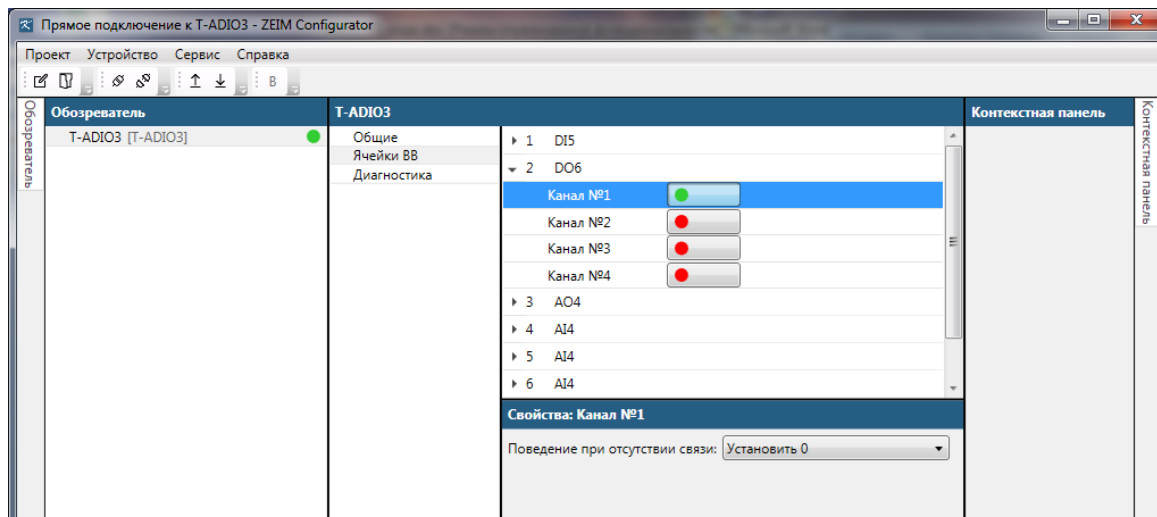 Прямое подключение к T-ADIO3 - ZEIM Configurator
Проект Устройство Сервис Справка
B
Обозреватель
Обозреватель
T-ADIO3 [T-ADIO3]
T-ADIO3
Общие
Ячейки ВВ
Диагностика
1 DI5
2 DO6
Канал №1
Канал №2
Канал №3
Канал №4
3 AO4
4 AI4
5 AI4
6 AI4
Свойства: Канал №1
Поведение при отсутствии связи: Установить 0
Контекстная панель
Контекстная панель